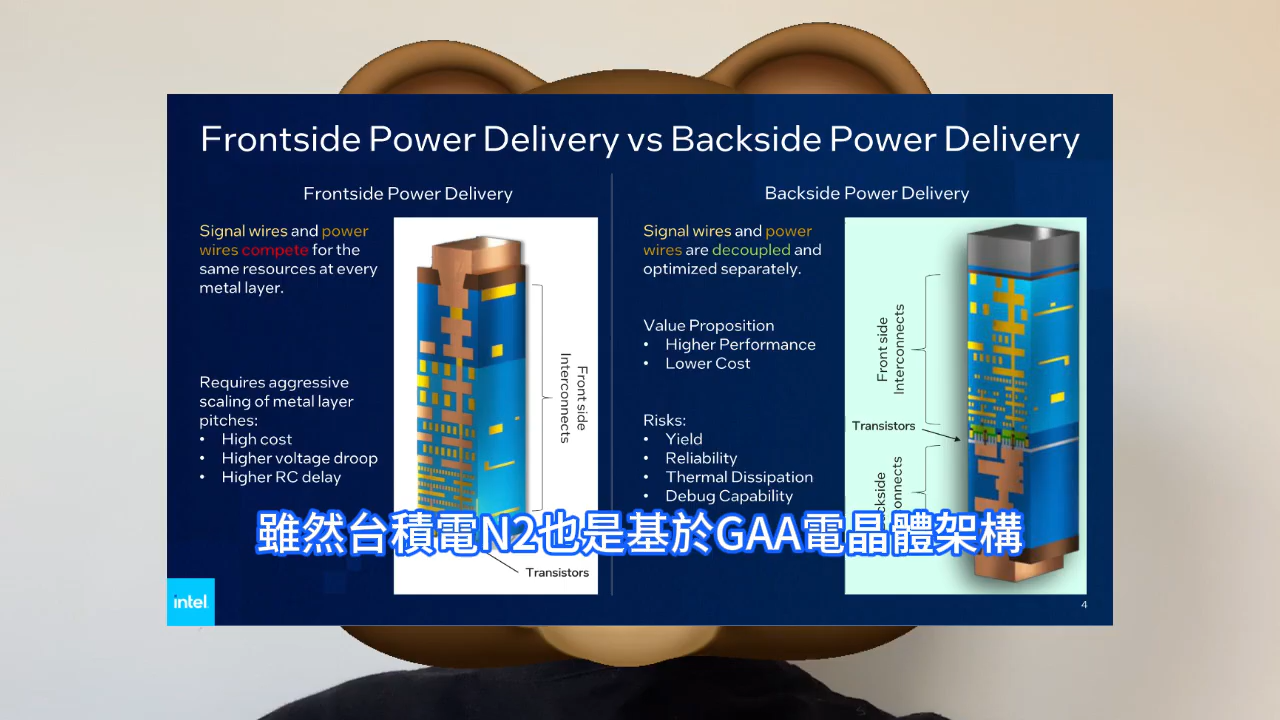 Frontside Power Delivery vs Backside Power Delivery
Frontside Power Delivery
Signal wires and power
wires compete for the
same resources at every
metal layer.
Requires aggressive
scaling of metal layer
pitches:
• High cost
• Higher voltage droop
• Higher RC delay
Front side
Interconnects
Transistors
Backside Power Delivery
Signal wires and power
wires are decoupled and
optimized separately.
Value Proposition
• Higher Performance
• Lower Cost
Risks:
• Yield
• Reliability
• Thermal Dissipation
• Debug Capability
Front side
Interconnects
Transistors
雖然台積電N2也是基於GAA電晶體架構
intel
4